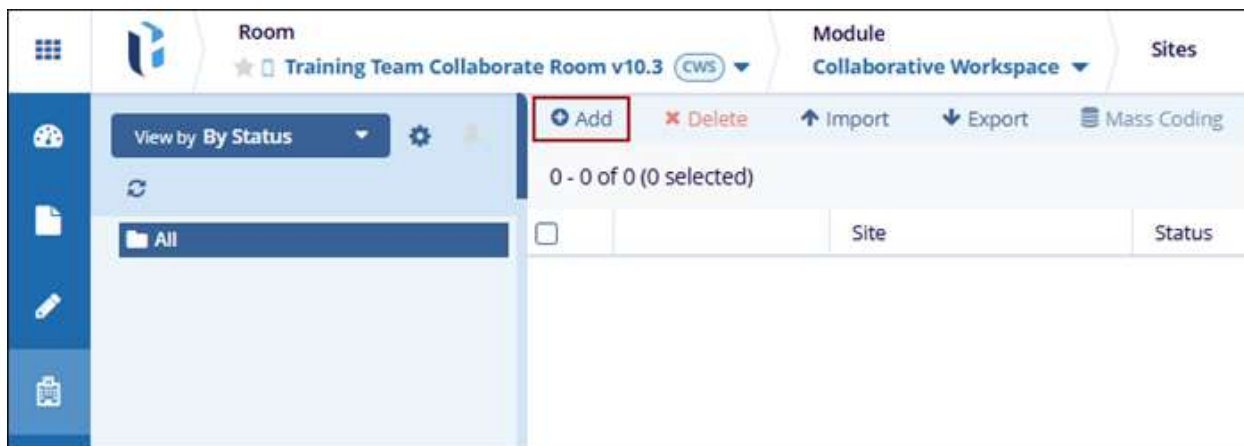 Room
Training Team Collaborate Room v10.3 CWS
Module
Collaborative Workspace
Sites
View by By Status
Add Delete Import Export Mass Coding
0 - 0 of 0 (0 selected)
All
Site Status